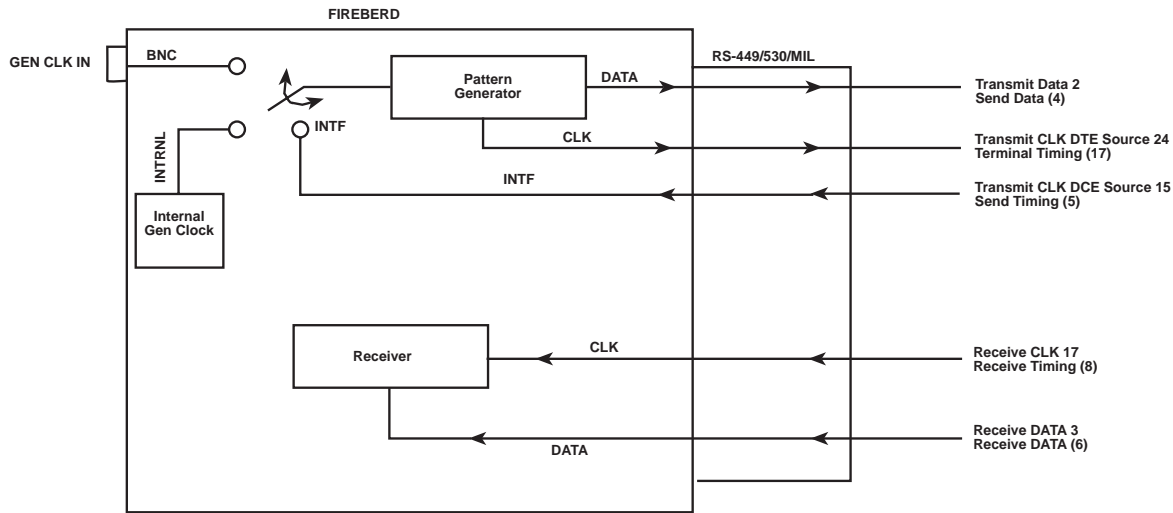 FIREBERD
GEN CLK IN
BNC
RS-449/530/MIL
Pattern
Generator
DATA
Transmit Data 2
Send Data (4)
INTF
INTRNL
CLK
Transmit CLK DTE Source 24
Terminal Timing (17)
INTF
Transmit CLK DCE Source 15
Send Timing (5)
Internal
Gen Clock
Receiver
CLK
Receive CLK 17
Receive Timing (8)
DATA
Receive DATA 3
Receive DATA (6)